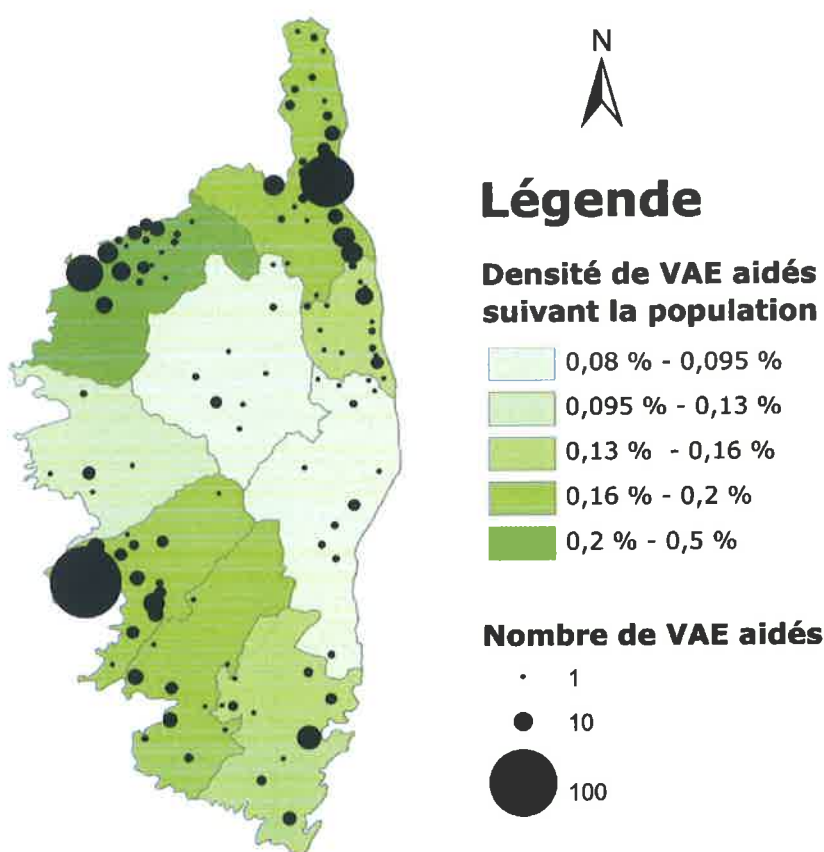 N
Légende
Densité de VAE aidés
suivant la population
0,08 % - 0,095 %
0,095 % - 0,13 %
0,13 % - 0,16 %
0,16 % - 0,2 %
0,2 % - 0,5 %
Nombre de VAE aidés
1
10
100